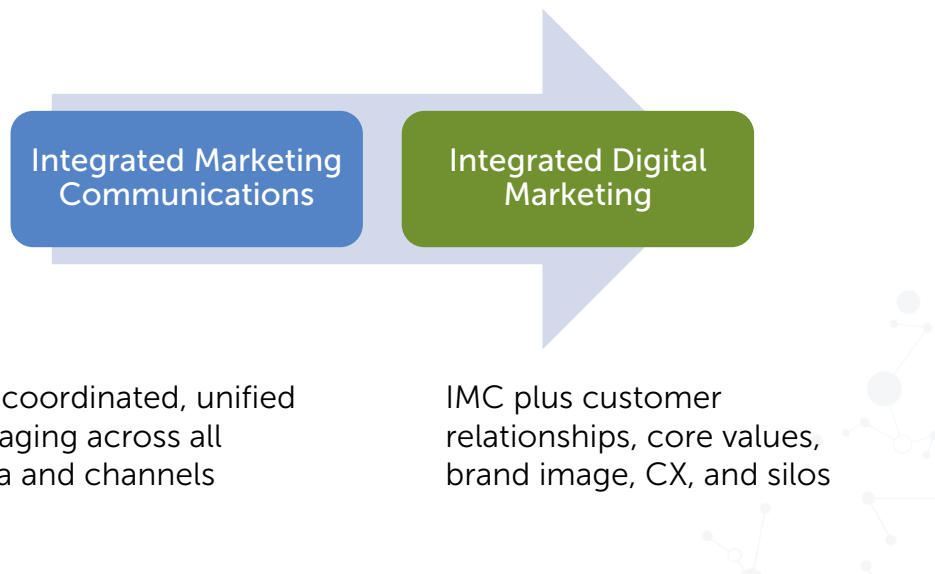 Integrated Marketing
Communications
Integrated Digital
Marketing
coordinated, unified
across all
and channels
IMC plus customer
relationships, core values,
brand image, CX, and silos